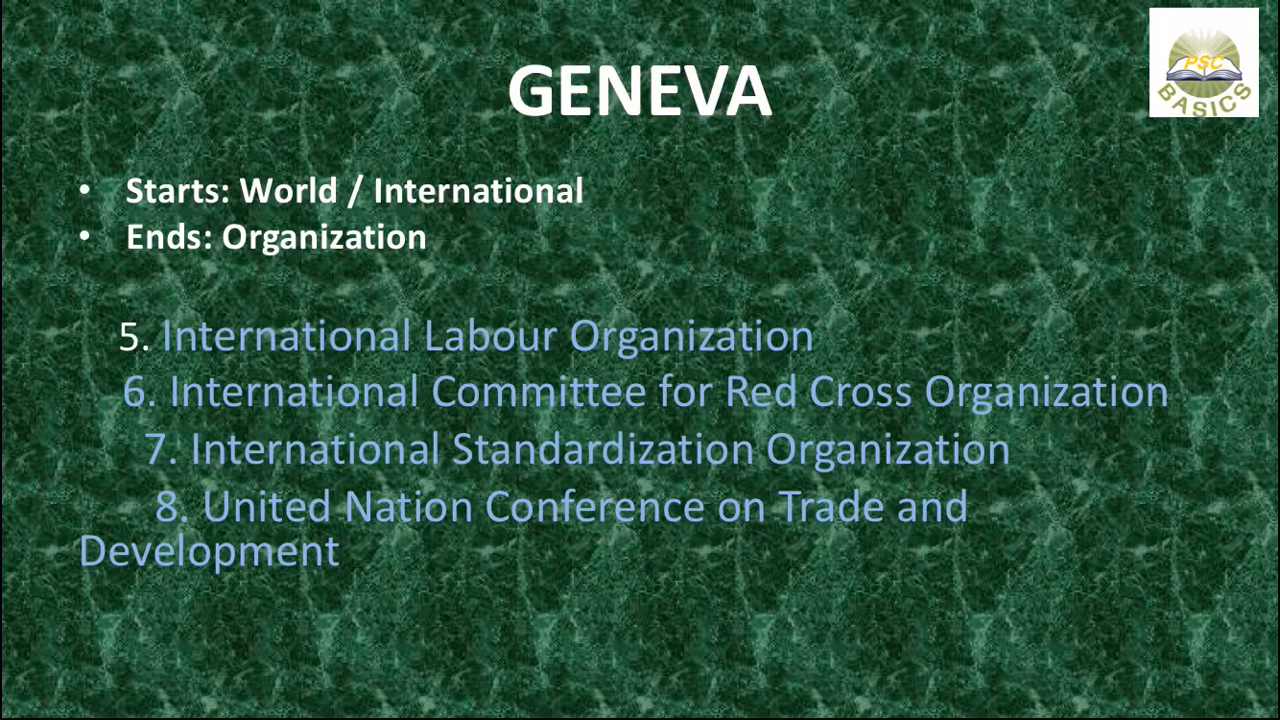 PSC
BASICS
GENEVA
• Starts: World / International
• Ends: Organization
5. International Labour Organization
6. International Committee for Red Cross Organization
7. International Standardization Organization
8. United Nation Conference on Trade and
Development